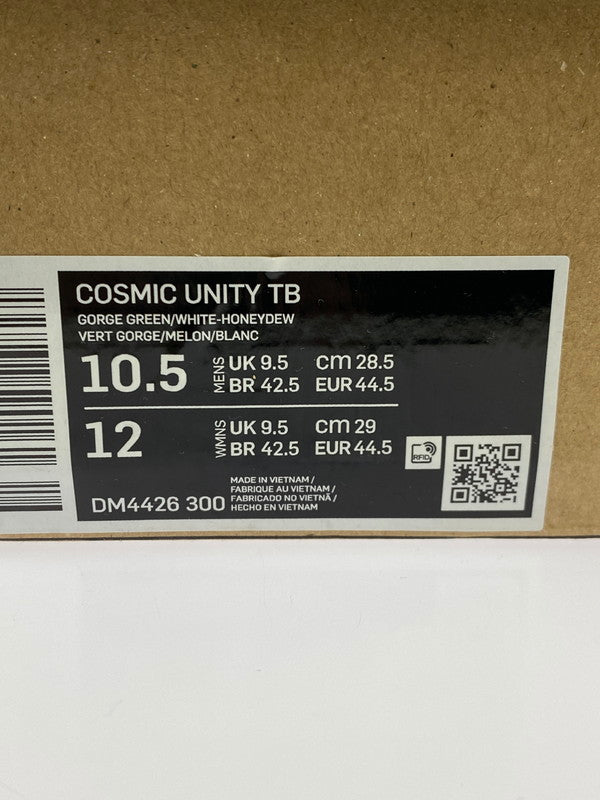 COSMIC UNITY TB
GORGE GREEN/WHITE-HONEYDEW
VERT GORGE/MELON/BLANC
10.5 MENS UK 9.5 cm 28.5
BR 42.5 EUR 44.5
12 WMNS UK 9.5 cm 29
BR 42.5 EUR 44.5
RFID
DM4426 300
MADE IN VIETNAM /
FABRIQUE AU VIETNAM /
FABRICADO NO VIETNÃ /
HECHO EN VIETNAM